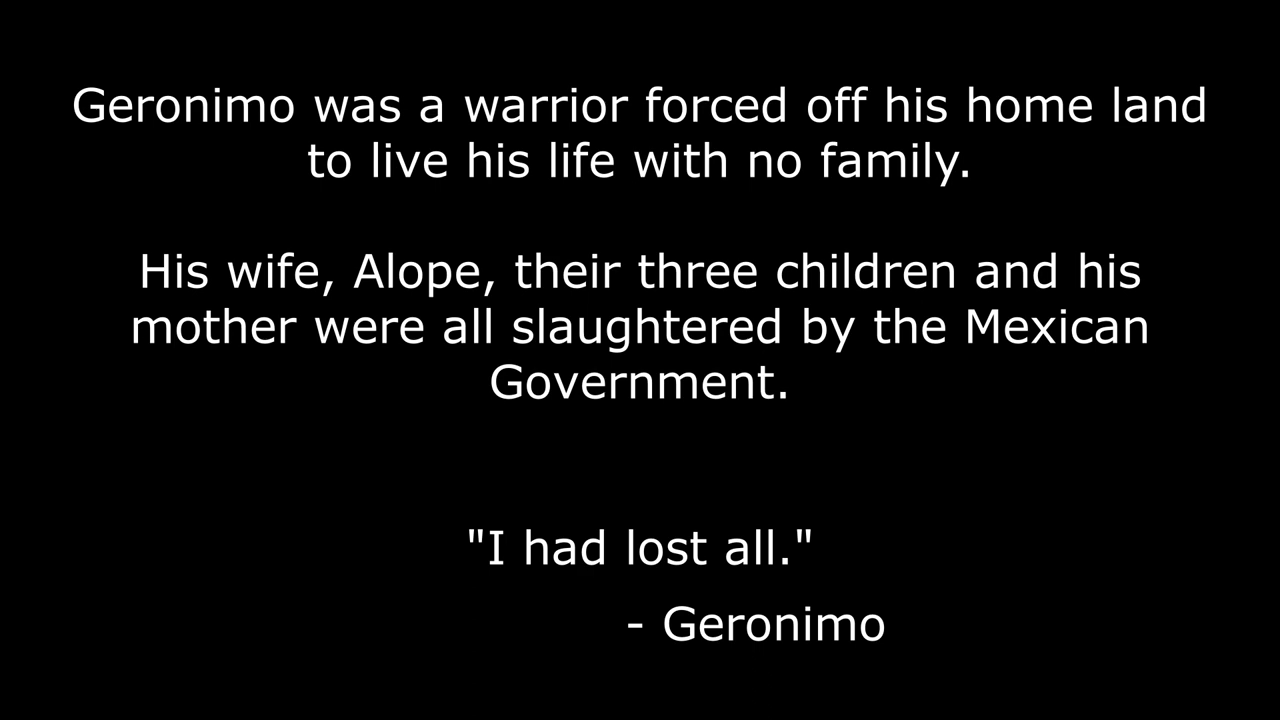 Geronimo was a warrior forced off his home land
to live his life with no family.
His wife, Alope, their three children and his
mother were all slaughtered by the Mexican
Government.
"I had lost all."
- Geronimo